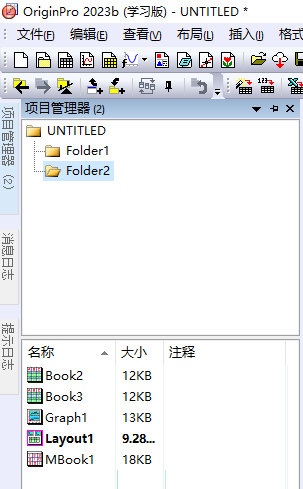 OriginPro 2023b (学习版) - UNTITLED *
文件(F) 编辑(E) 查看(V) 布局(L) 插入(I) 格式
项目管理器 (2)
项目管理器 (2)
UNTITLED
Folder1
Folder2
消息日志
提示日志
名称 大小 注释
Book2 12KB
Book3 12KB
Graph1 13KB
Layout1 9.28...
MBook1 18KB